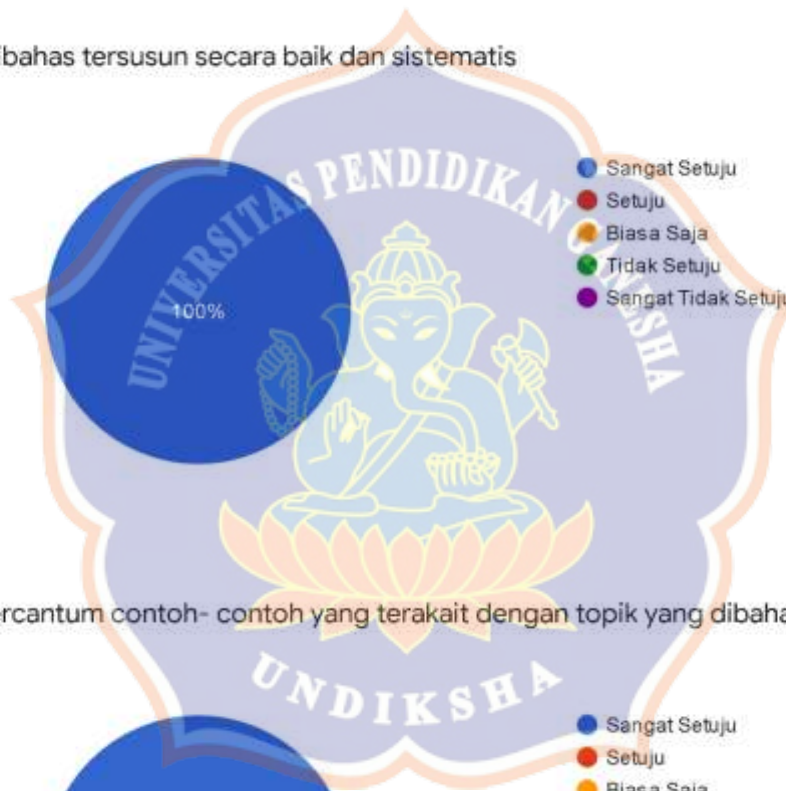 ibahas tersusun secara baik dan sistematis
UNIVERSITAS PENDIDIKAN GANESHA
Sangat Setuju
Setuju
Biasa Saja
Tidak Setuju
Sangat Tidak Setuju
100%
ercantum contoh- contoh yang terakait dengan topik yang dibaha
UNDIKSHA
Sangat Setuju
Setuju
Biasa Saja